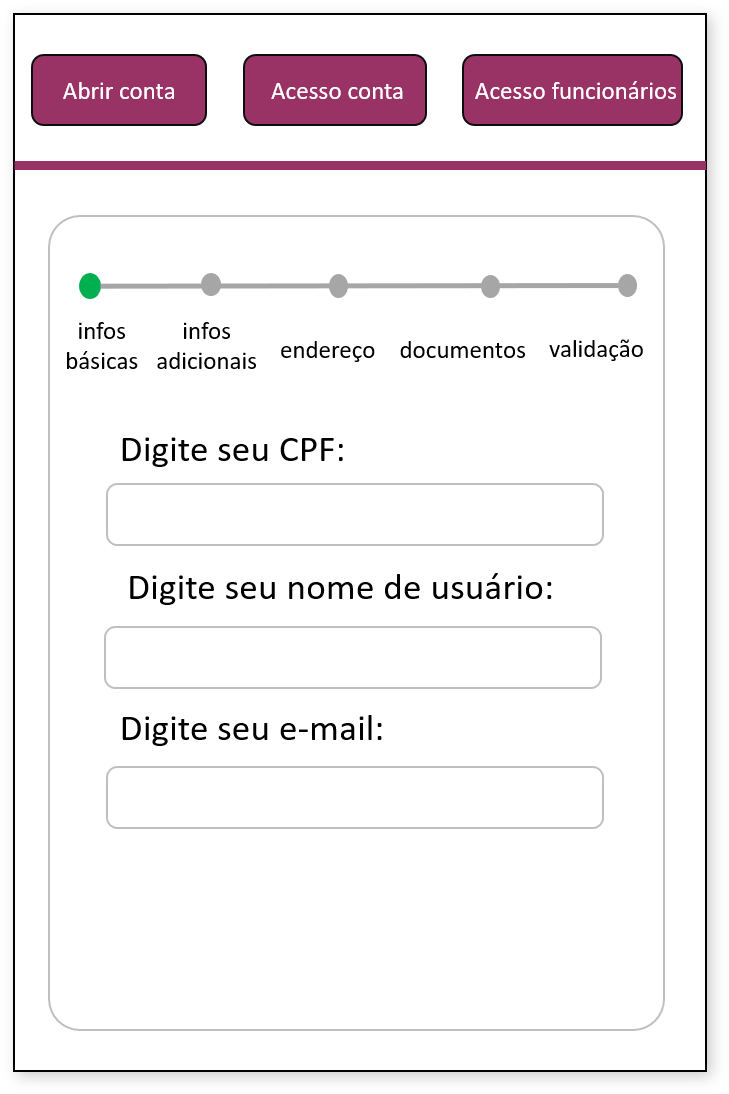 Abrir conta
Acesso conta
Acesso funcionários
infos
básicas
infos
adicionais
endereço
documentos
validação
Digite seu CPF:
Digite seu nome de usuário:
Digite seu e-mail: